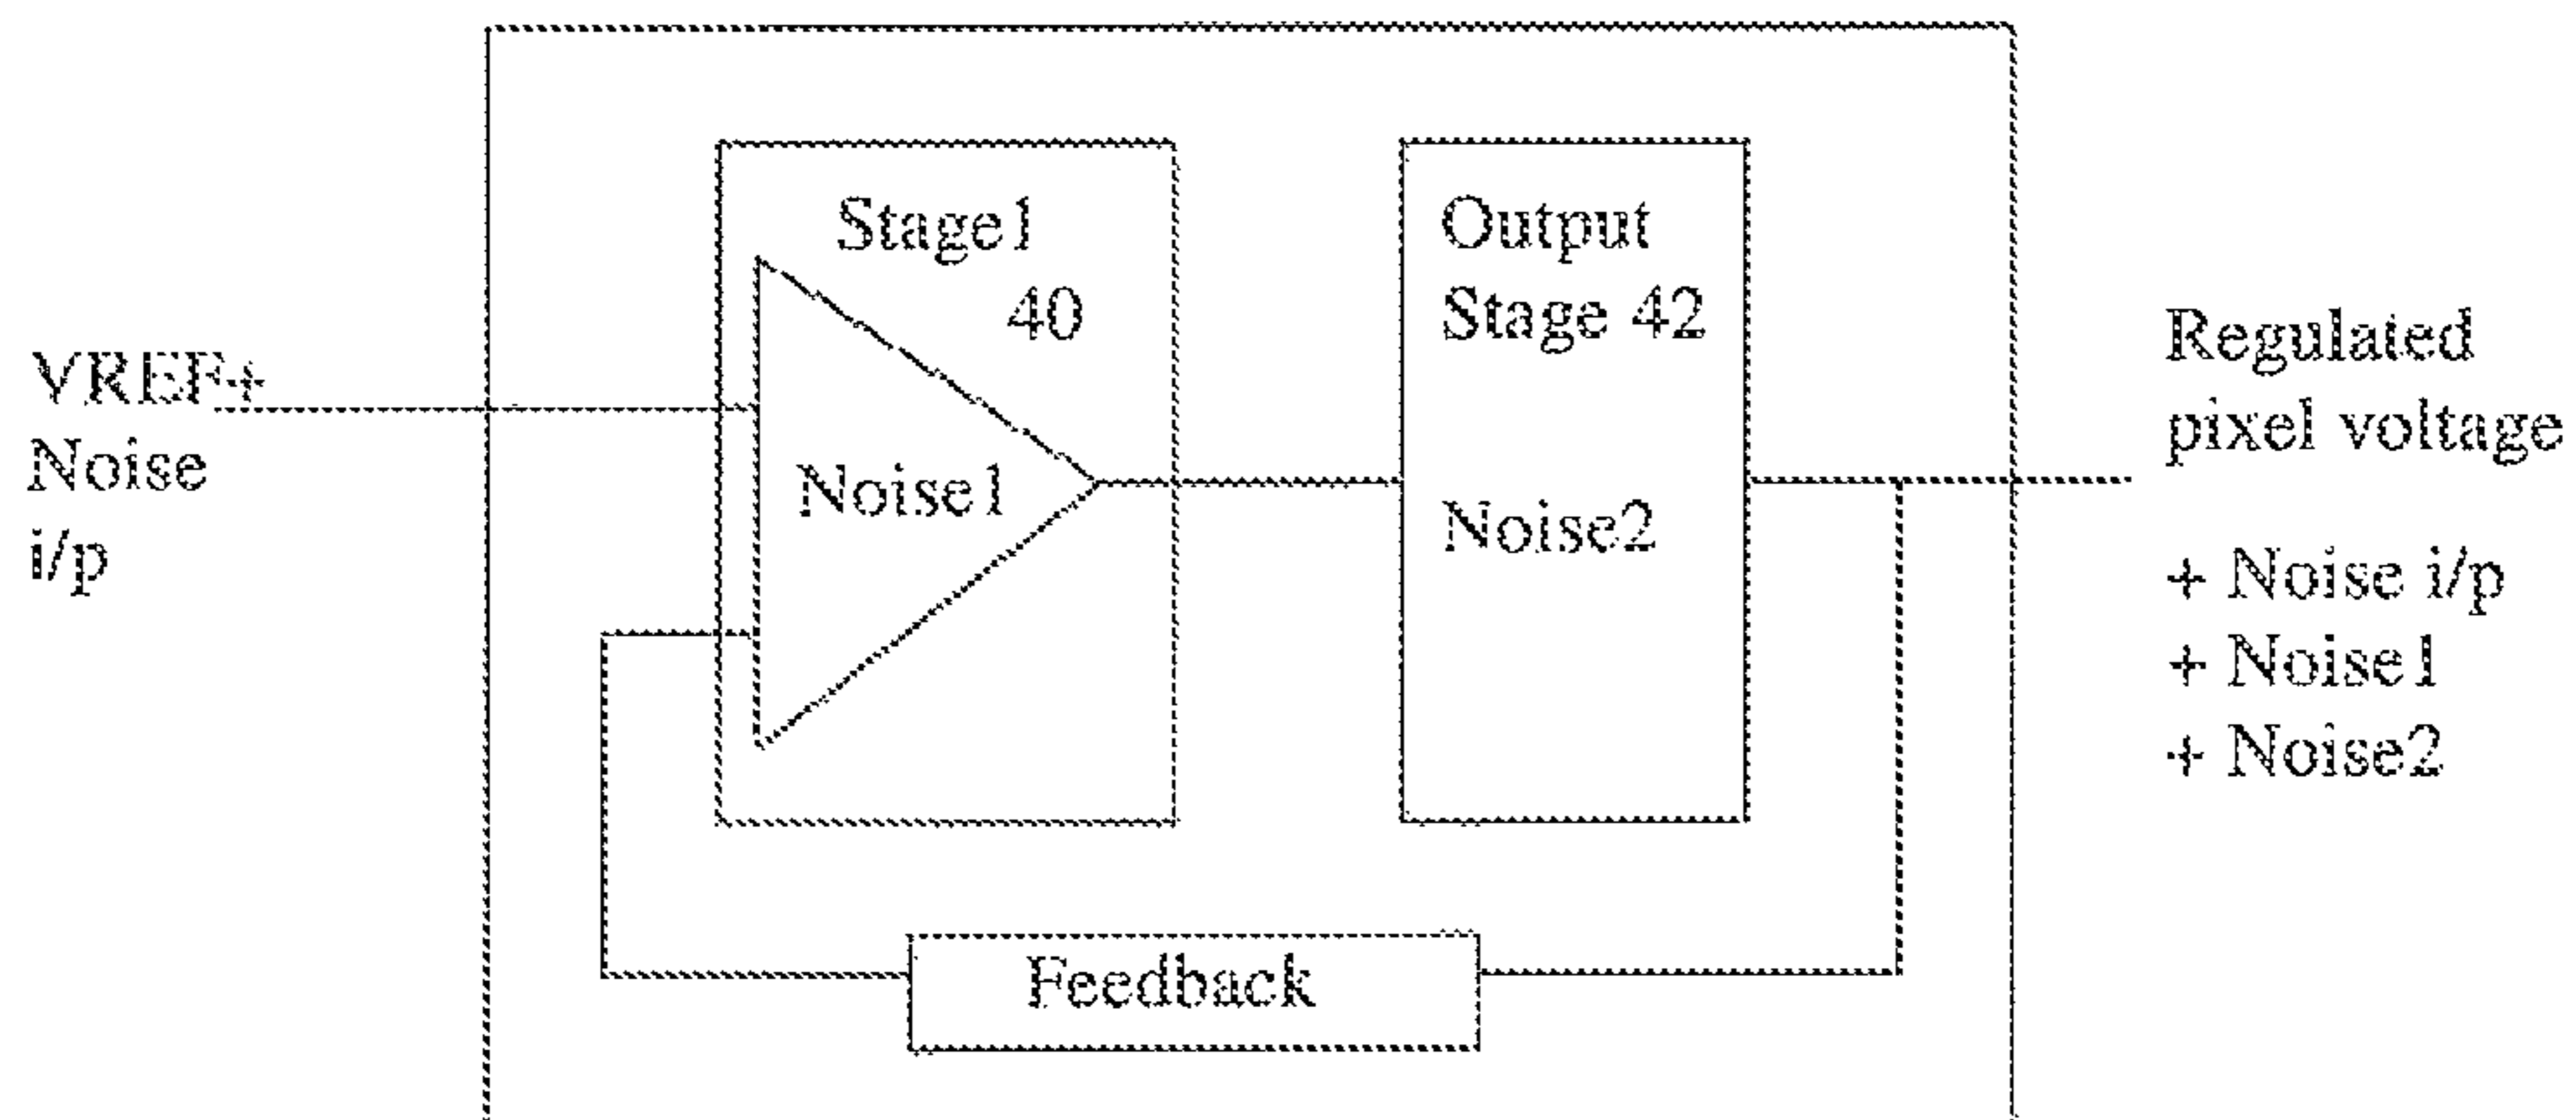 VREF+
Noise
i/p
Stage1
40
Noise1
Output
Stage 42
Noise2
Feedback
Regulated
pixel voltage
+ Noise i/p
+ Noise1
+ Noise2